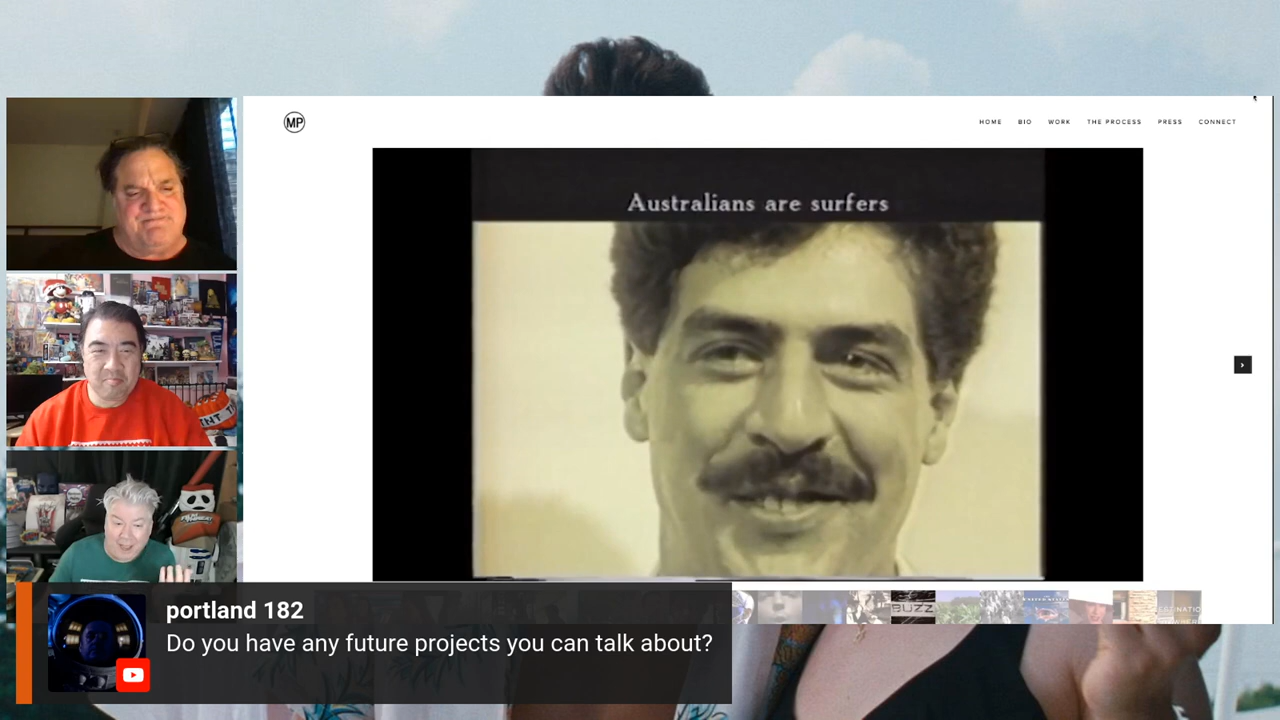 MP
HOME BIO WORK THE PROCESS PRESS CONNECT
Australians are surfers
BUZZ
portland 182
Do you have any future projects you can talk about?